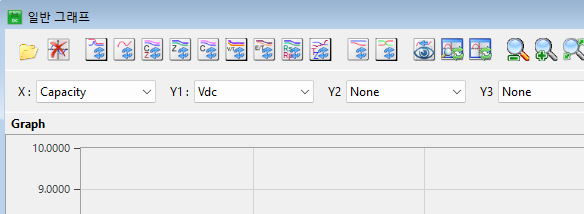 일반 그래프
X : Capacity Y1 : Vdc Y2 None Y3 None
Graph
10.0000
9.0000